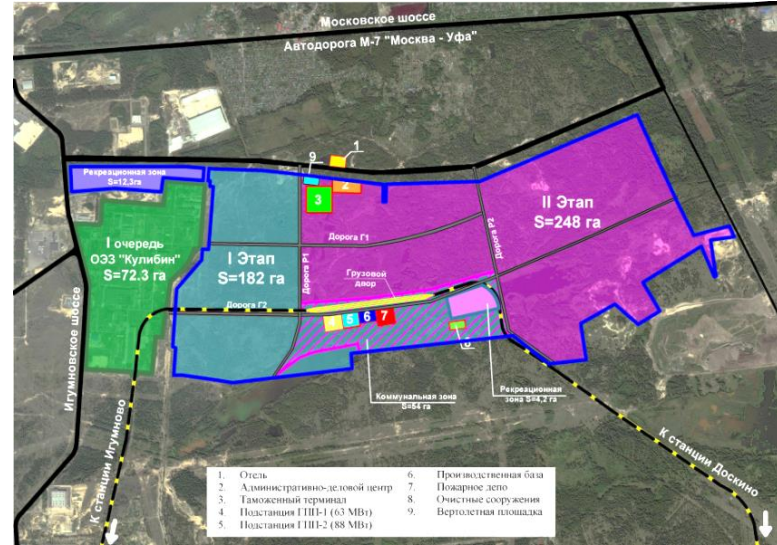 Московское шоссе
Автодорога М-7 "Москва - Уфа"
1
9
2
3
Рекреационная зона
S=12,3га
I очередь
ОЭЗ "Кулибин"
S=72.3 га
I Этап
S=182 га
II Этап
S=248 га
Дорога Р2
Дорога Г1
Дорога Р1
Грузовой
двор
Дорога Г2
4
5
6
7
8
Коммунальная зона
S=54 га
Рекреационная
зона S=4,2 га
Игумновское шоссе
К станции Игумново
К станции Доскино
1. Отель
2. Административно-деловой центр
3. Таможенный терминал
4. Подстанция ГПП-1 (63 МВт)
5. Подстанция ГПП-2 (88 МВт)
6. Производственная база
7. Пожарное депо
8. Очистные сооружения
9. Вертолетная площадка